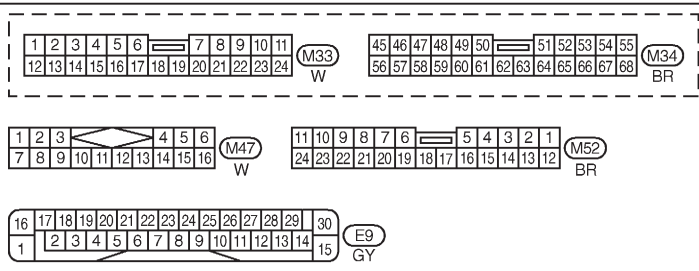 1 2 3 4 5 6 7 8 9 10 11 M33 45 46 47 48 49 50 51 52 53 54 55 M34
12 13 14 15 16 17 18 19 20 21 22 23 24 W 56 57 58 59 60 61 62 63 64 65 66 67 68 BR
1 2 3 4 5 6 M47 11 10 9 8 7 6 5 4 3 2 1 M52
7 8 9 10 11 12 13 14 15 16 W 24 23 22 21 20 19 18 17 16 15 14 13 12 BR
16 17 18 19 20 21 22 23 24 25 26 27 28 29 30 E9
1 2 3 4 5 6 7 8 9 10 11 12 13 14 15 GY